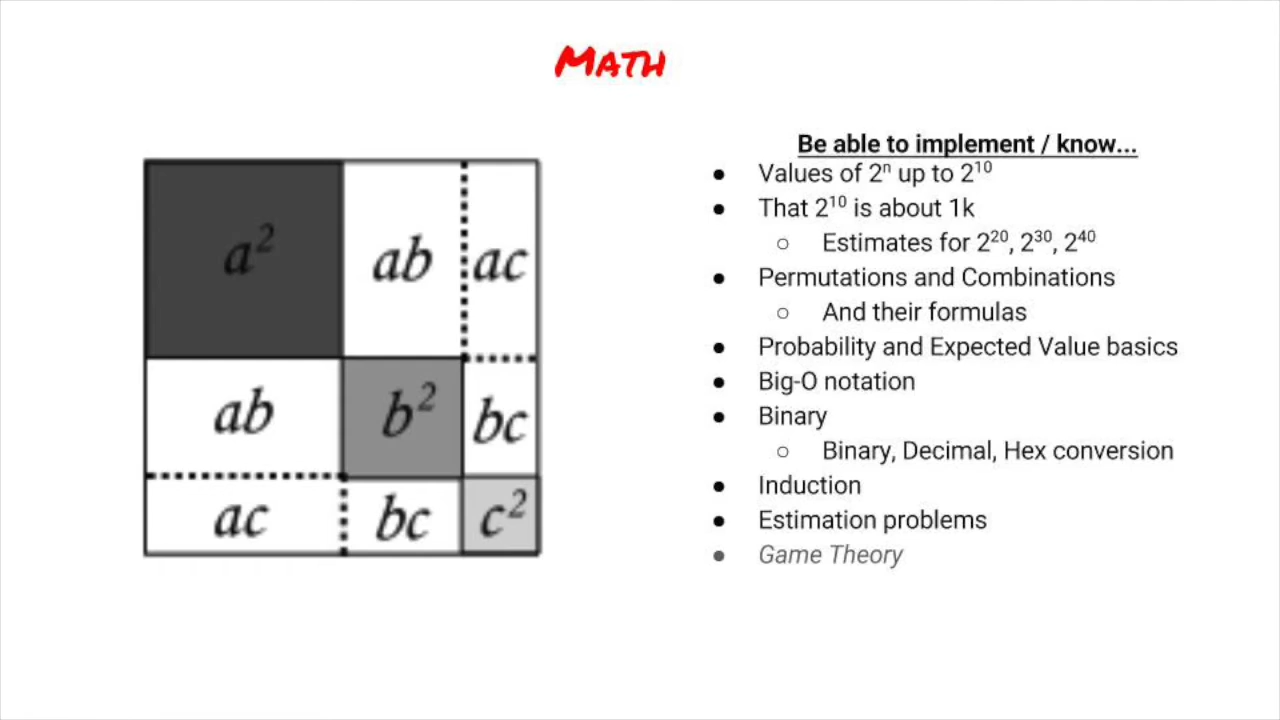 MATH
a² ab ac
ab b² bc
ac bc c²
Be able to implement / know...
● Values of 2ⁿ up to 2¹⁰
● That 2¹⁰ is about 1k
○ Estimates for 2²⁰, 2³⁰, 2⁴⁰
● Permutations and Combinations
○ And their formulas
● Probability and Expected Value basics
● Big-O notation
● Binary
○ Binary, Decimal, Hex conversion
● Induction
● Estimation problems
● Game Theory